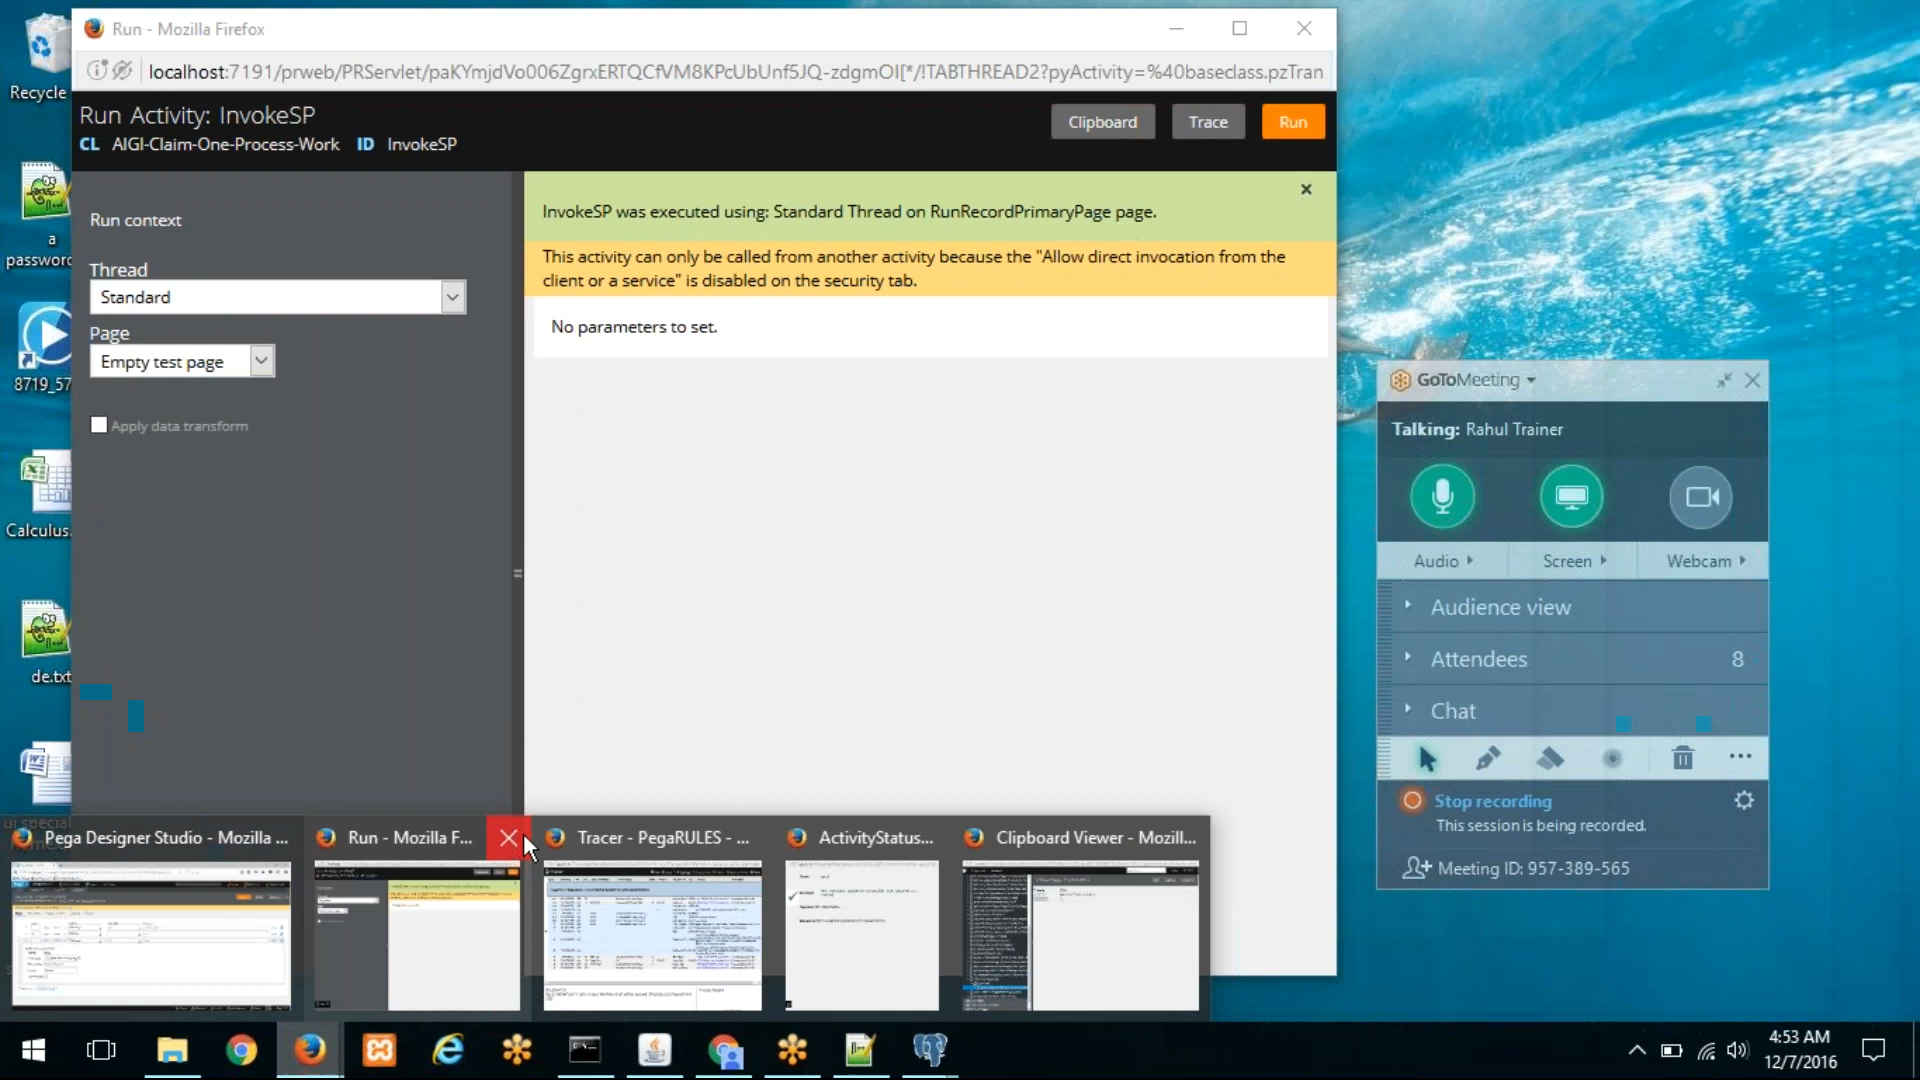 Recycle
a
password
8719_57
Calculus.
de.txt
Run - Mozilla Firefox
localhost:7191/prweb/PRServlet/paKYmjdVo006ZgrxERTQCfVM8KPcUbUnf5JQ-zdgmOI[*/!TABTHREAD2?pyActivity=%40baseclass.pzTran
Run Activity: InvokeSP
CL AIGI-Claim-One-Process-Work ID InvokeSP
Clipboard Trace Run
Run context
Thread
Standard
Page
Empty test page
Apply data transform
InvokeSP was executed using: Standard Thread on RunRecordPrimaryPage page.
This activity can only be called from another activity because the "Allow direct invocation from the
client or a service" is disabled on the security tab.
No parameters to set.
GoToMeeting
Talking: Rahul Trainer
Audio Screen Webcam
Audience view
Attendees 8
Chat
Stop recording
This session is being recorded.
Meeting ID: 957-389-565
Pega Designer Studio - Mozilla ...
Run - Mozilla F...
Tracer - PegaRULES - ...
ActivityStatus...
Clipboard Viewer - Mozill...
4:53 AM
12/7/2016